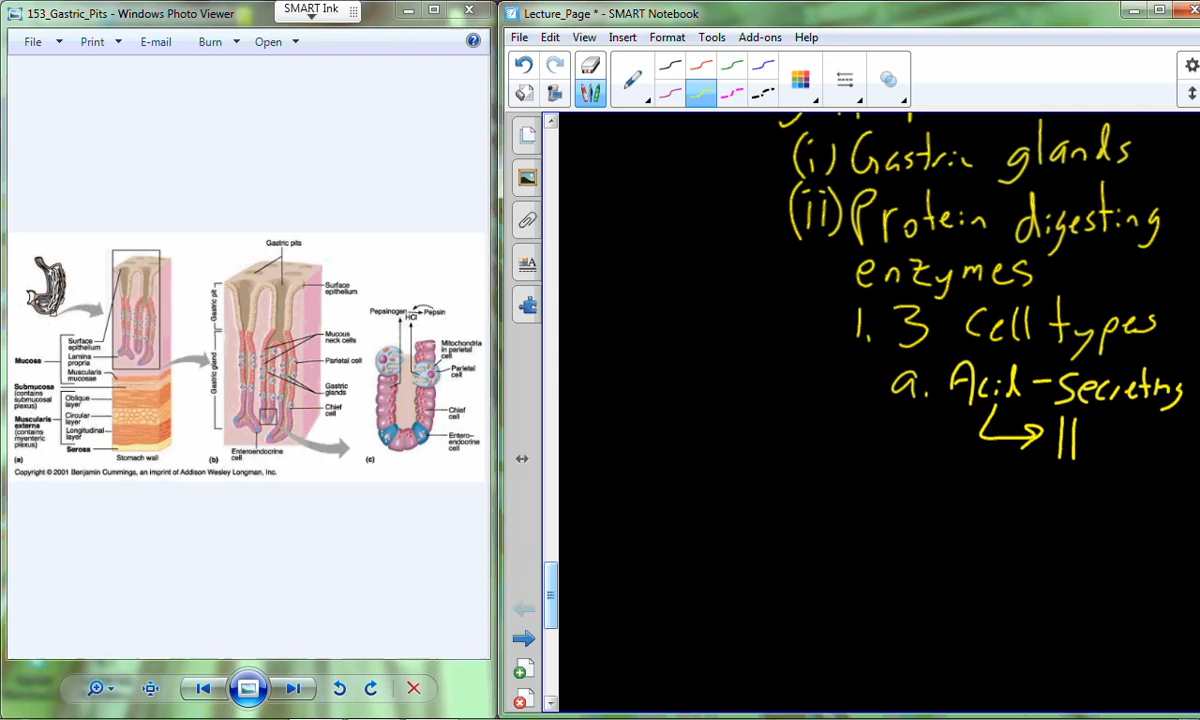 153_Gastric_Pits - Windows Photo Viewer
SMART Ink
File Print E-mail Burn Open
Gastric pits
Surface
epithelium
Gastric pit
Mucous
neck cells
Parietal cell
Gastric gland
Gastric
glands
Chief
cell
Enteroendocrine
cell
(b)
Surface
epithelium
Lamina
propria
Mucosa
Muscularis
mucosae
Submucosa
(contains
submucosal
plexus)
Oblique
layer
Muscularis
externa
(contains
myenteric
plexus)
Circular
layer
Longitudinal
layer
Serosa
(a)
Stomach wall
Pepsinogen
Pepsin
HCl
Mitochondria
in parietal
cell
Parietal
cell
Chief
cell
Entero-
endocrine
cell
(c)
Copyright © 2001 Benjamin Cummings, an imprint of Addison Wesley Longman, Inc.
Lecture_Page * - SMART Notebook
File Edit View Insert Format Tools Add-ons Help
(i) Gastric glands
(ii) Protein digesting
enzymes
1. 3 Cell types
a. Acid-Secreting